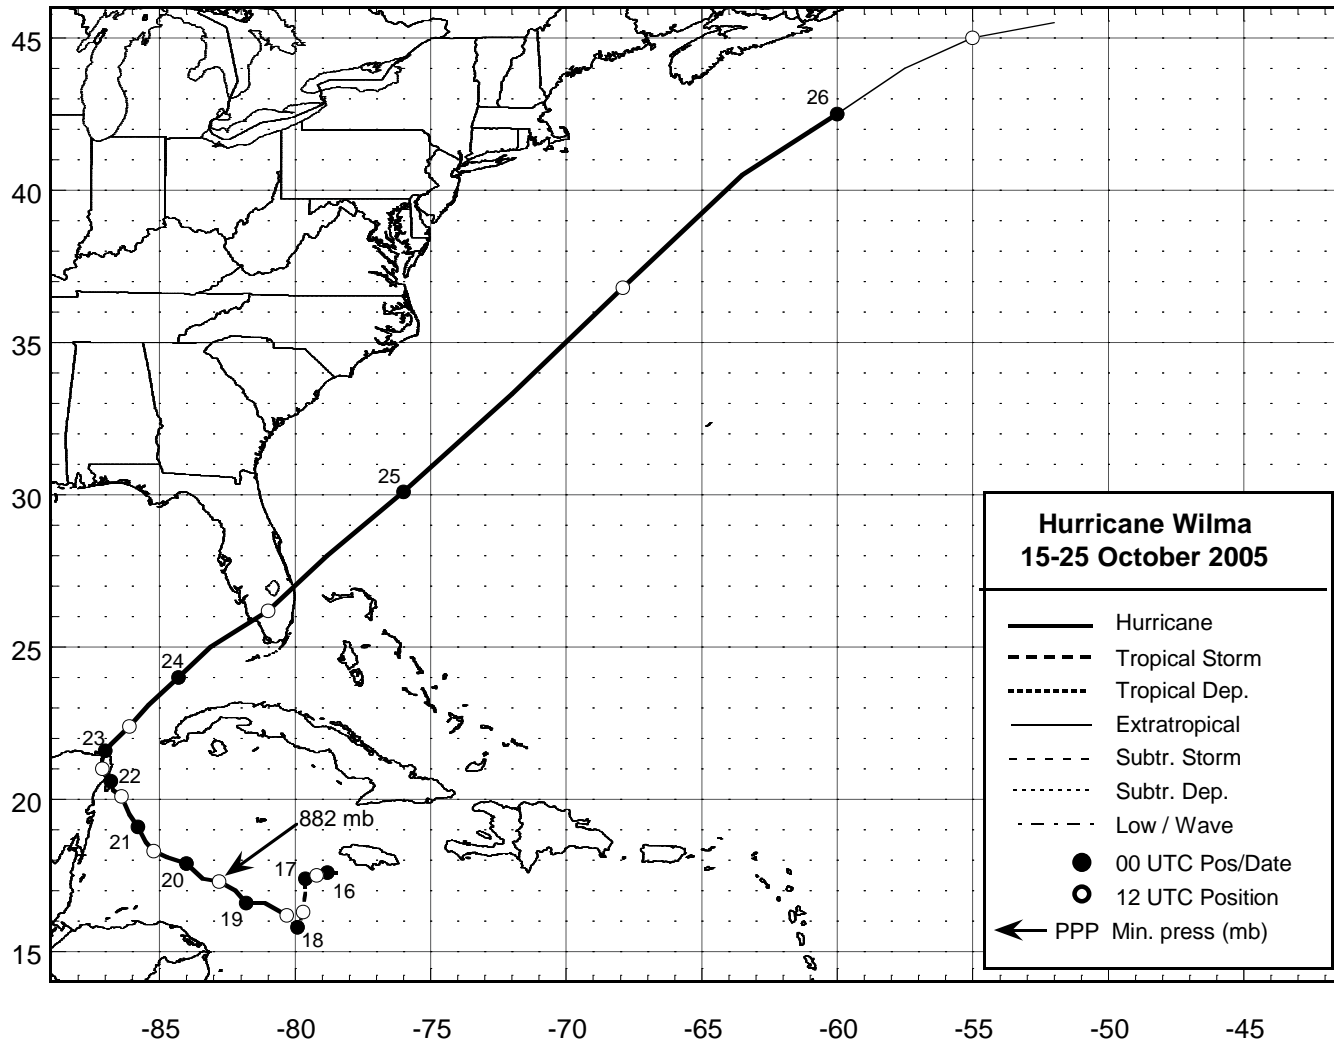 45
40
35
30
25
20
15
26
25
24
23
22
21
20
19
18
17
16
882 mb
Hurricane Wilma
15-25 October 2005
Hurricane
Tropical Storm
Tropical Dep.
Extratropical
Subtr. Storm
Subtr. Dep.
Low / Wave
00 UTC Pos/Date
12 UTC Position
PPP Min. press (mb)
-85 -80 -75 -70 -65 -60 -55 -50 -45